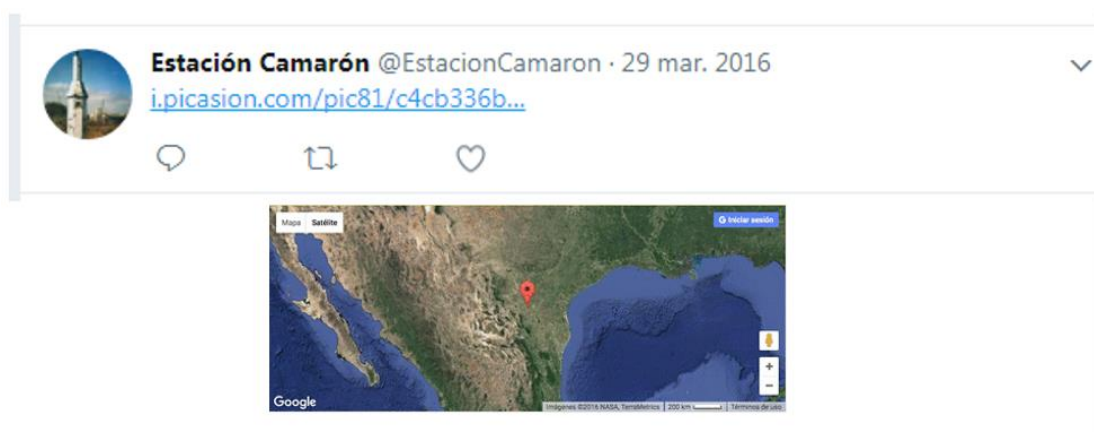 Estación Camarón @EstacionCamaron · 29 mar. 2016
i.picasion.com/pic81/c4cb336b...
Mapa Satélite
G Iniciar sesión
Google
Imágenes ©2016 NASA, TerraMetrics 200 km Términos de uso